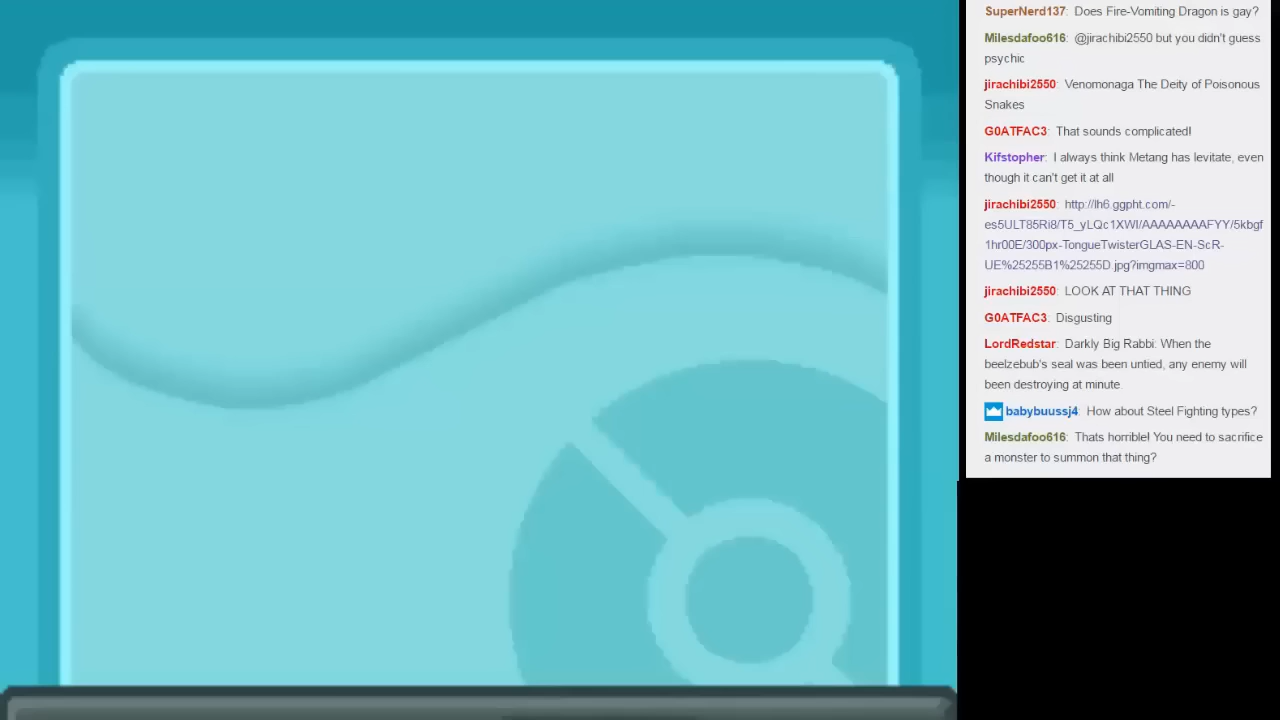 SuperNerd137: Does Fire-Vomiting Dragon is gay?
Milesdafoo616: @jirachibi2550 but you didn't guess
psychic
jirachibi2550: Venomonaga The Deity of Poisonous
Snakes
G0ATFAC3: That sounds complicated!
Kifstopher: I always think Metang has levitate, even
though it can't get it at all
jirachibi2550: http://lh6.ggpht.com/-
es5ULT85Ri8/T5_yLQc1XWI/AAAAAAAAFYY/5kbgf
1hr00E/300px-TongueTwisterGLAS-EN-ScR-
UE%25255B1%25255D.jpg?imgmax=800
jirachibi2550: LOOK AT THAT THING
G0ATFAC3: Disgusting
LordRedstar: Darkly Big Rabbi: When the
beelzebub's seal was been untied, any enemy will
been destroying at minute.
babybuussj4: How about Steel Fighting types?
Milesdafoo616: Thats horrible! You need to sacrifice
a monster to summon that thing?